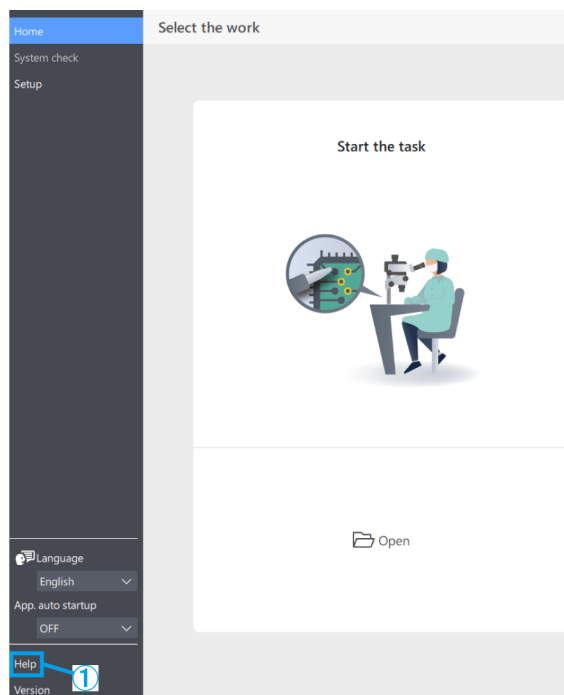 Home
Select the work
System check
Setup
Start the task
Open
Language
English
App. auto startup
OFF
Help
1
Version